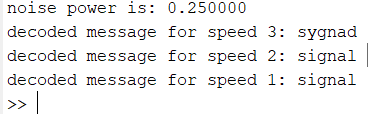 noise power is: 0.250000
decoded message for speed 3: sygnad
decoded message for speed 2: signal
decoded message for speed 1: signal
>>